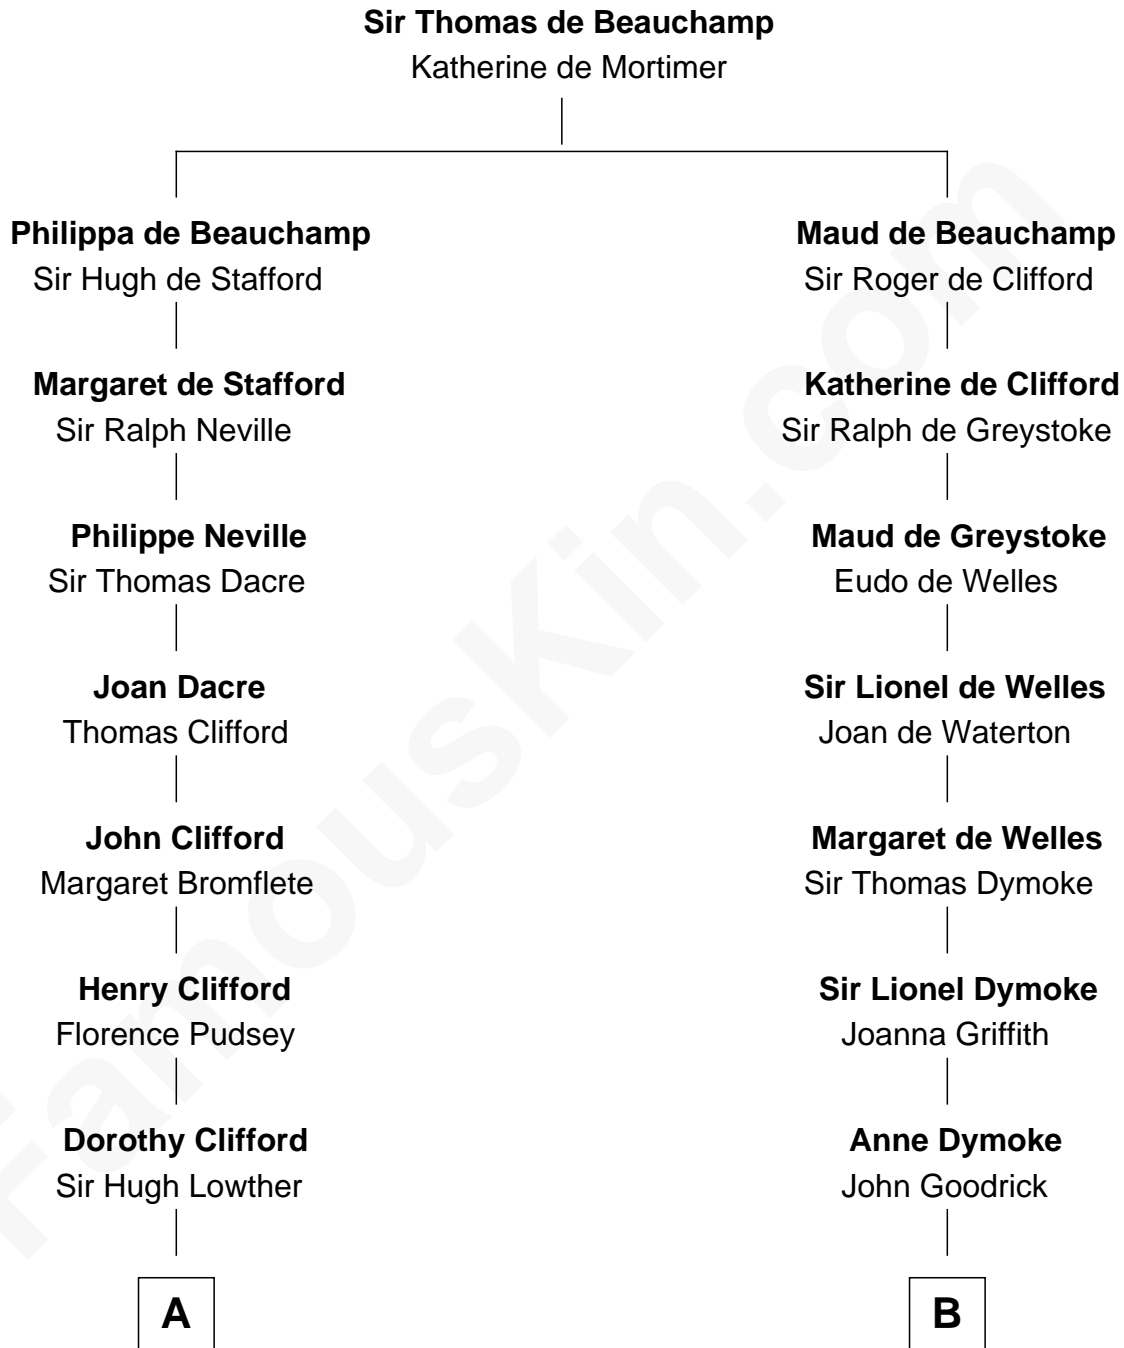 Sir Thomas de Beauchamp
Katherine de Mortimer
Philippa de Beauchamp
Sir Hugh de Stafford
Maud de Beauchamp
Sir Roger de Clifford
Margaret de Stafford
Sir Ralph Neville
Katherine de Clifford
Sir Ralph de Greystoke
Philippe Neville
Sir Thomas Dacre
Maud de Greystoke
Eudo de Welles
Joan Dacre
Thomas Clifford
Sir Lionel de Welles
Joan de Waterton
John Clifford
Margaret Bromflete
Margaret de Welles
Sir Thomas Dymoke
Henry Clifford
Florence Pudsey
Sir Lionel Dymoke
Joanna Griffith
Dorothy Clifford
Sir Hugh Lowther
Anne Dymoke
John Goodrick
A
B
FamousKin.com